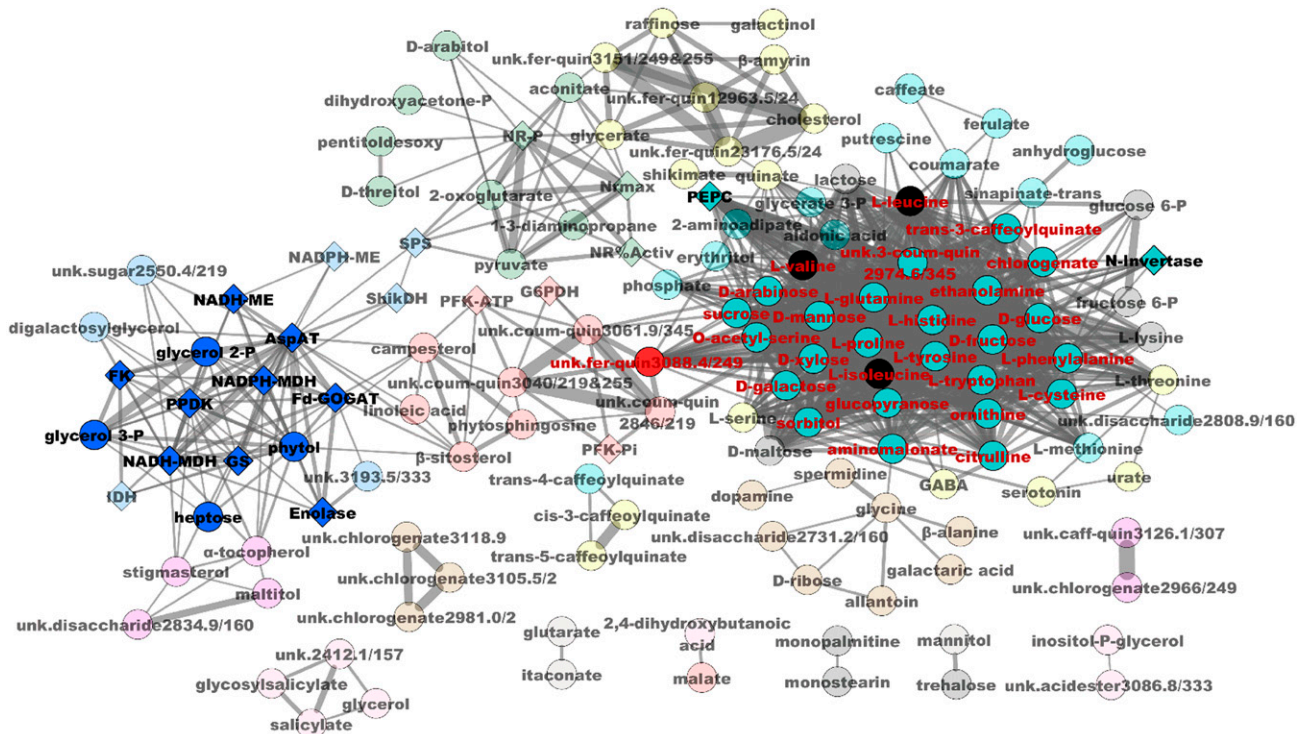 raffinose
galactinol
D-arabitol
unk.fer-quin3151/249&255
β-amyrin
aconitate
caffeate
dihydroxyacetone-P
unk.fer-quin12963.5/24
cholesterol
ferulate
putrescine
pentitoldesoxy
NR-P
glycerate
unk.fer-quin23176.5/24
coumarate
anhydroglucose
D-threitol
2-oxoglutarate
Nrmax
shikimate
quinate
lactose
sinapinate-trans
PEPC
glycerate 3-P
L-leucine
glucose 6-P
1-3-diaminopropane
2-aminoadipate
trans-3-caffeoylquinate
aldonic acid
SPS
NR%Activ
unk.3-coum-quin
2974.6/345
chlorogenate
N-Invertase
NADPH-ME
erythritol
L-valine
unk.sugar2550.4/219
pyruvate
phosphate
D-arabinose
L-glutamine
ethanolamine
NADH-ME
ShikDH
PFK-ATP
G6PDH
fructose 6-P
sucrose
D-mannose
L-histidine
D-glucose
digalactosylglycerol
AspAT
unk.coum-quin3061.9/345
O-acetyl-serine
L-proline
D-fructose
L-lysine
glycerol 2-P
campesterol
unk.fer-quin3088.4/249
D-xylose
L-tyrosine
L-phenylalanine
FK
NADPH-MDH
unk.coum-quin3040/219&255
L-isoleucine
L-tryptophan
L-threonine
PPDK
Fd-GOGAT
D-galactose
glucopyranose
L-cysteine
linoleic acid
unk.coum-quin
2846/219
L-serine
sorbitol
ornithine
unk.disaccharide2808.9/160
glycerol 3-P
phytol
phytosphingosine
PFK-Pi
D-maltose
aminomalonate
citrulline
L-methionine
NADH-MDH
GS
β-sitosterol
unk.3193.5/333
trans-4-caffeoylquinate
spermidine
GABA
urate
IDH
heptose
Enolase
dopamine
serotonin
cis-3-caffeoylquinate
glycine
unk.chlorogenate3118.9
unk.disaccharide2731.2/160
β-alanine
unk.caff-quin3126.1/307
α-tocopherol
trans-5-caffeoylquinate
stigmasterol
unk.chlorogenate3105.5/2
D-ribose
galactaric acid
unk.chlorogenate2966/249
maltitol
allantoin
unk.disaccharide2834.9/160
unk.chlorogenate2981.0/2
glutarate
2,4-dihydroxybutanoic
acid
monopalmitine
mannitol
inositol-P-glycerol
unk.2412.1/157
itaconate
malate
monostearin
trehalose
unk.acidester3086.8/333
glycosylsalicylate
glycerol
salicylate